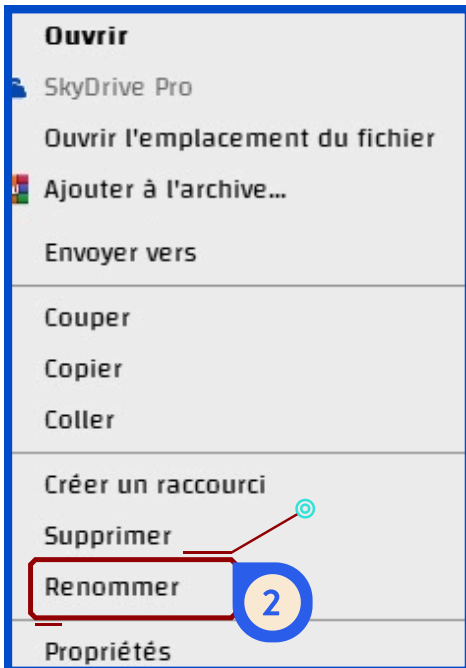 Ouvrir
SkyDrive Pro
Ouvrir l'emplacement du fichier
Ajouter à l'archive...
Envoyer vers
Couper
Copier
Coller
Créer un raccourci
Supprimer
Renommer
2
Propriétés